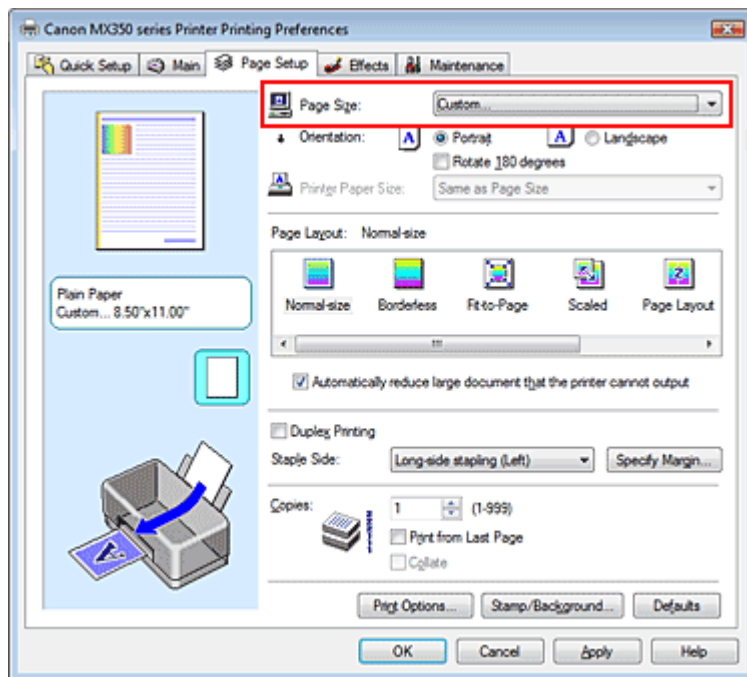 Canon MX350 series Printer Printing Preferences
Quick Setup Main Page Setup Effects Maintenance
Page Size: Custom...
Orientation: A Portrait A Landscape
Rotate 180 degrees
Printer Paper Size: Same as Page Size
Page Layout: Normal-size
Normal-size Borderless Fit-to-Page Scaled Page Layout
Plain Paper
Custom... 8.50"x11.00"
Automatically reduce large document that the printer cannot output
Duplex Printing
Staple Side: Long-side stapling (Left) Specify Margin...
Copies: 1 (1-999)
Print from Last Page
Collate
Print Options... Stamp/Background... Defaults
OK Cancel Apply Help